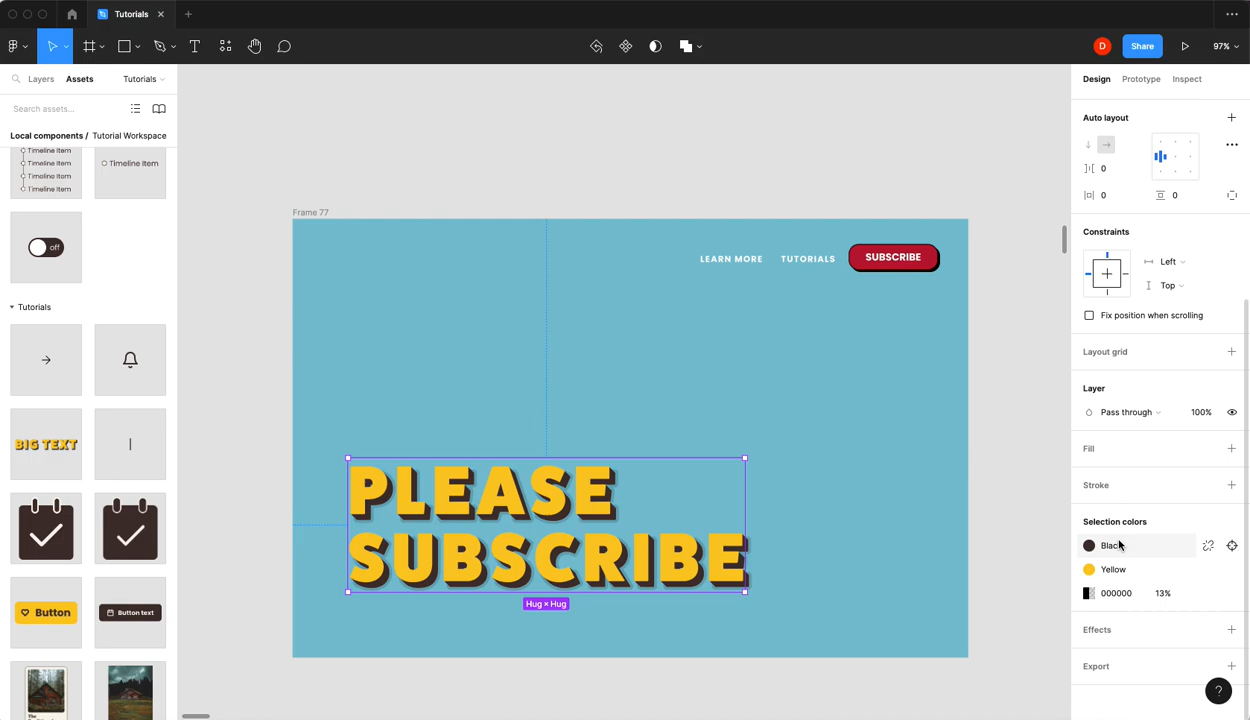 Tutorials
D
Share
97%
Layers
Assets
Tutorials
Search assets...
Local components /
Tutorial Workspace
Timeline Item
Timeline Item
Timeline Item
Timeline Item
Timeline Item
off
Tutorials
BIG TEXT
Button
Button text
The
Frame 77
LEARN MORE
TUTORIALS
SUBSCRIBE
PLEASE
SUBSCRIBE
Hug × Hug
Design
Prototype
Inspect
Auto layout
0
0
0
Constraints
Left
Top
Fix position when scrolling
Layout grid
Layer
Pass through
100%
Fill
Stroke
Selection colors
Black
Yellow
000000
13%
Effects
Export
?